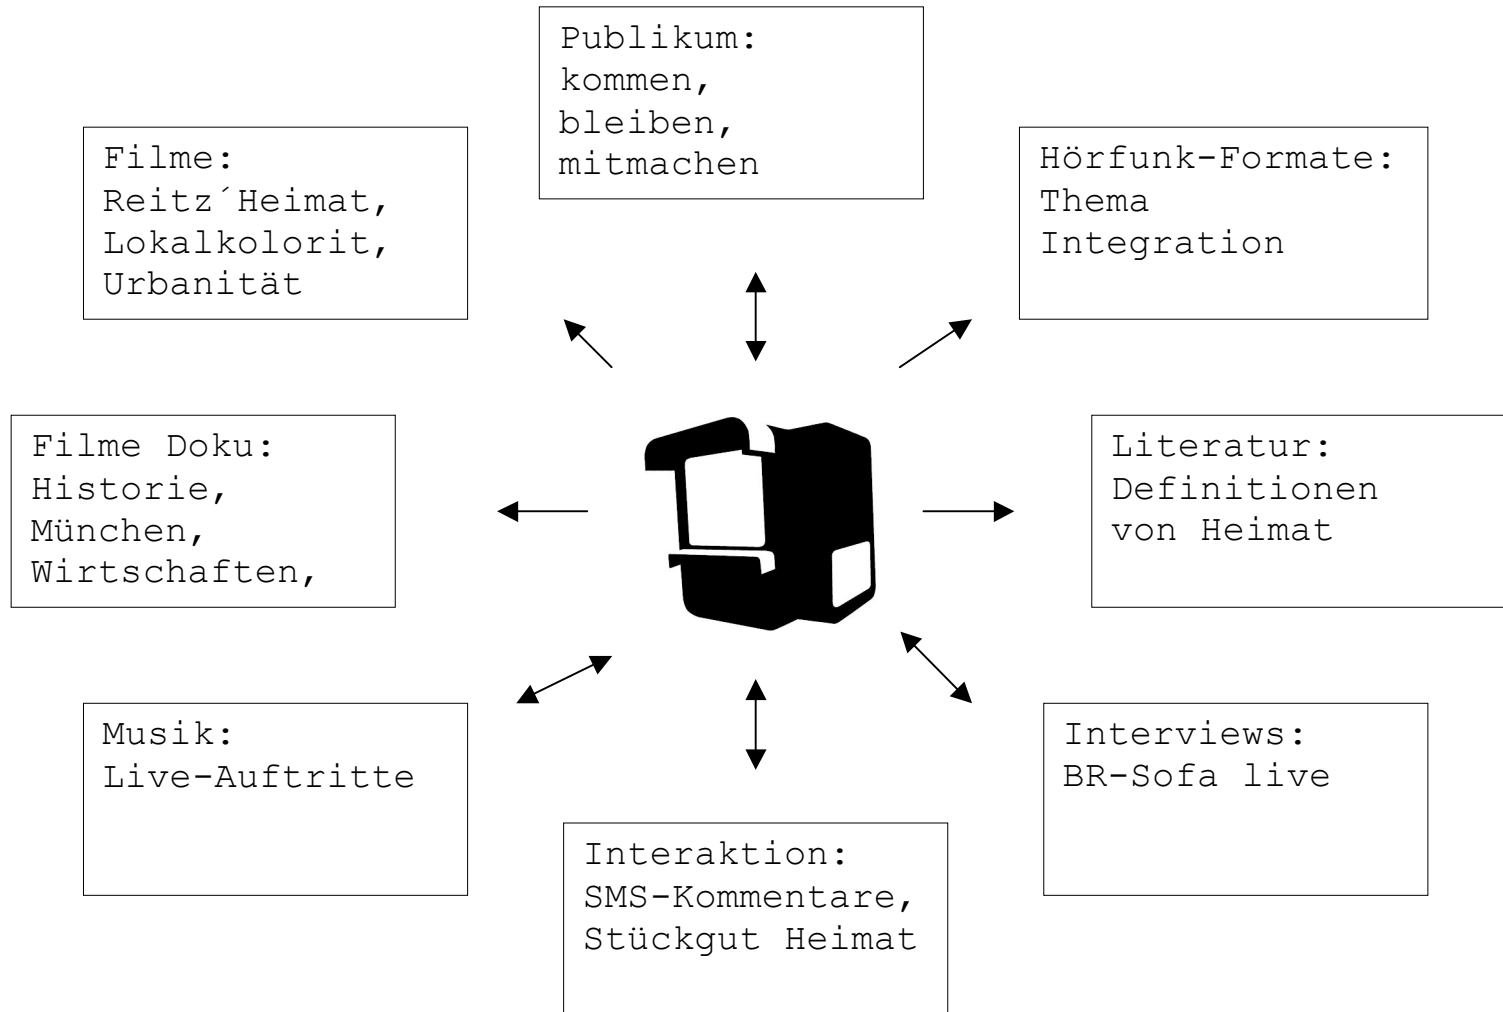 Publikum:
kommen,
bleiben,
mitmachen
Filme:
Reitz´Heimat,
Lokalkolorit,
Urbanität
Hörfunk-Formate:
Thema
Integration
Filme Doku:
Historie,
München,
Wirtschaften,
Literatur:
Definitionen
von Heimat
Musik:
Live-Auftritte
Interviews:
BR-Sofa live
Interaktion:
SMS-Kommentare,
Stückgut Heimat